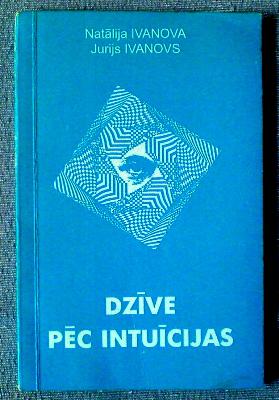 Natālija IVANOVA
Jurijs IVANOVS
DZĪVE
PĒC INTUĪCIJAS